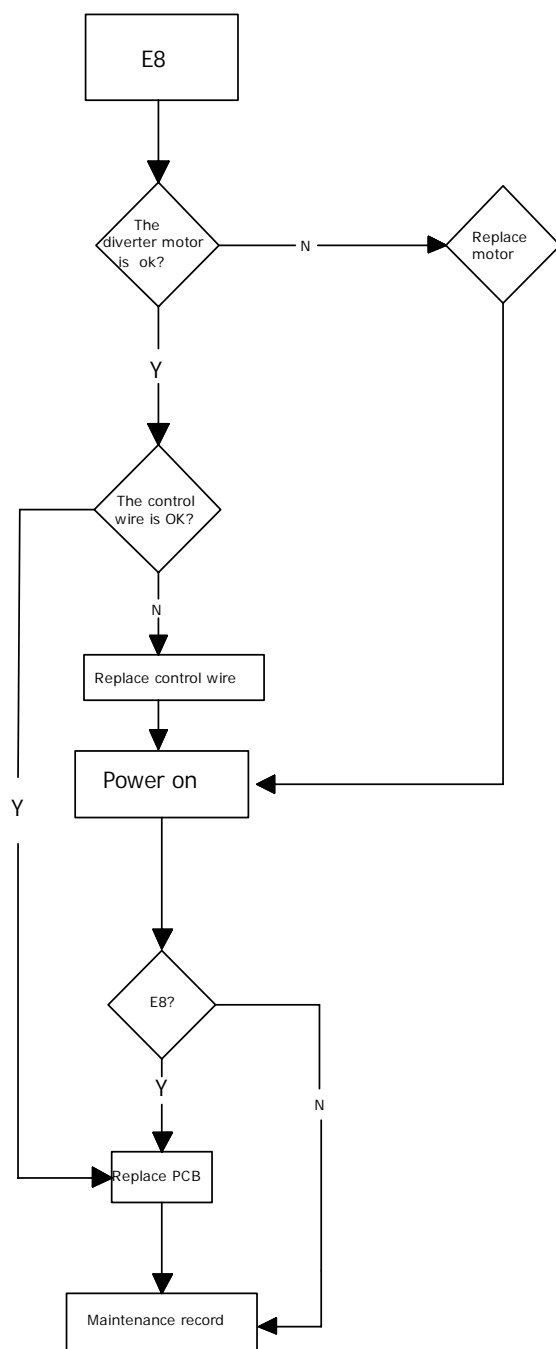 E8
The
diverter motor
is ok?
N
Replace
motor
Y
The control
wire is OK?
N
Replace control wire
Power on
Y
E8?
Y
N
Replace PCB
Maintenance record